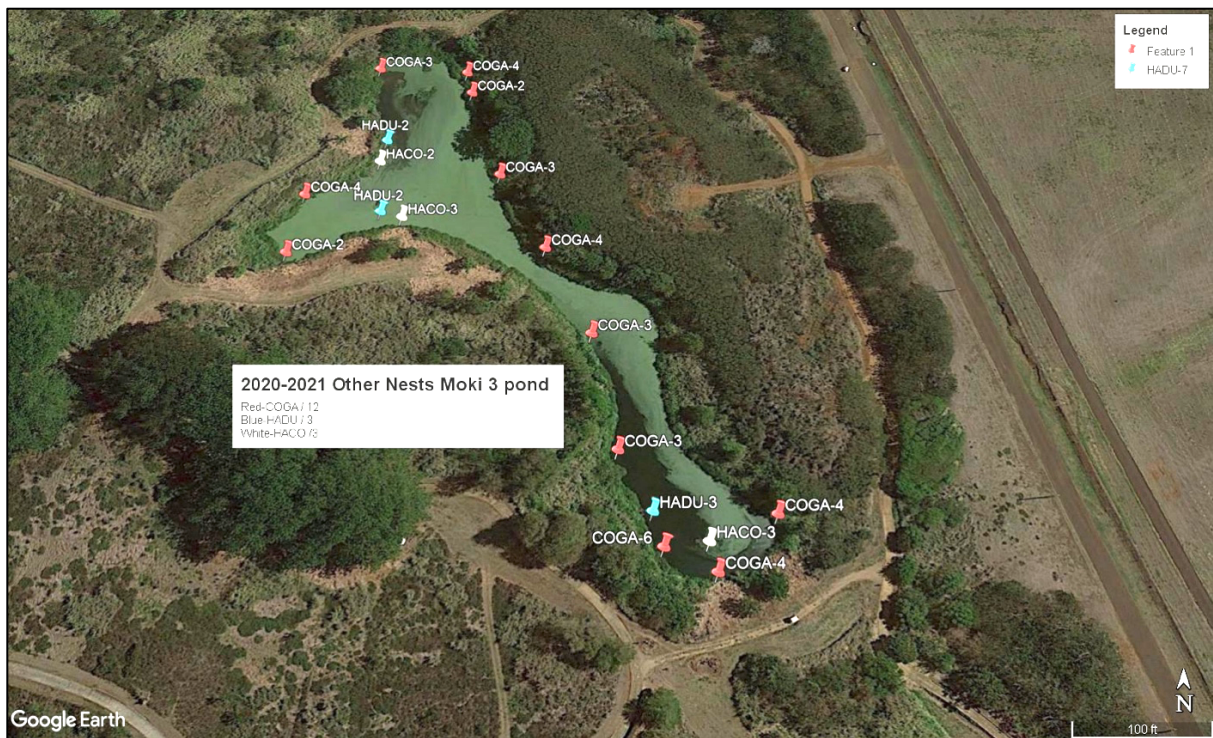 Legend
Feature 1
HADU-7
COGA-3
COGA-4
COGA-2
HADU-2
HACO-2
COGA-3
COGA-4
HADU-2
HACO-3
COGA-2
COGA-4
COGA-3
2020-2021 Other Nests Moki 3 pond
Red-COGA / 12
Blue-HADU / 3
White-HACO /3
COGA-3
HADU-3
COGA-4
COGA-6
HACO-3
COGA-4
N
Google Earth
100 ft